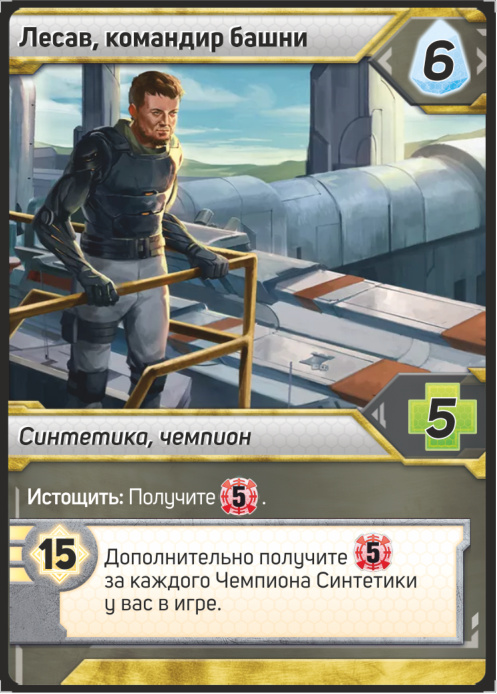 Лесав, командир башни
6
5
Синтетика, чемпион
Истощить: Получите 5.
15
Дополнительно получите 5
за каждого Чемпиона Синтетики
у вас в игре.